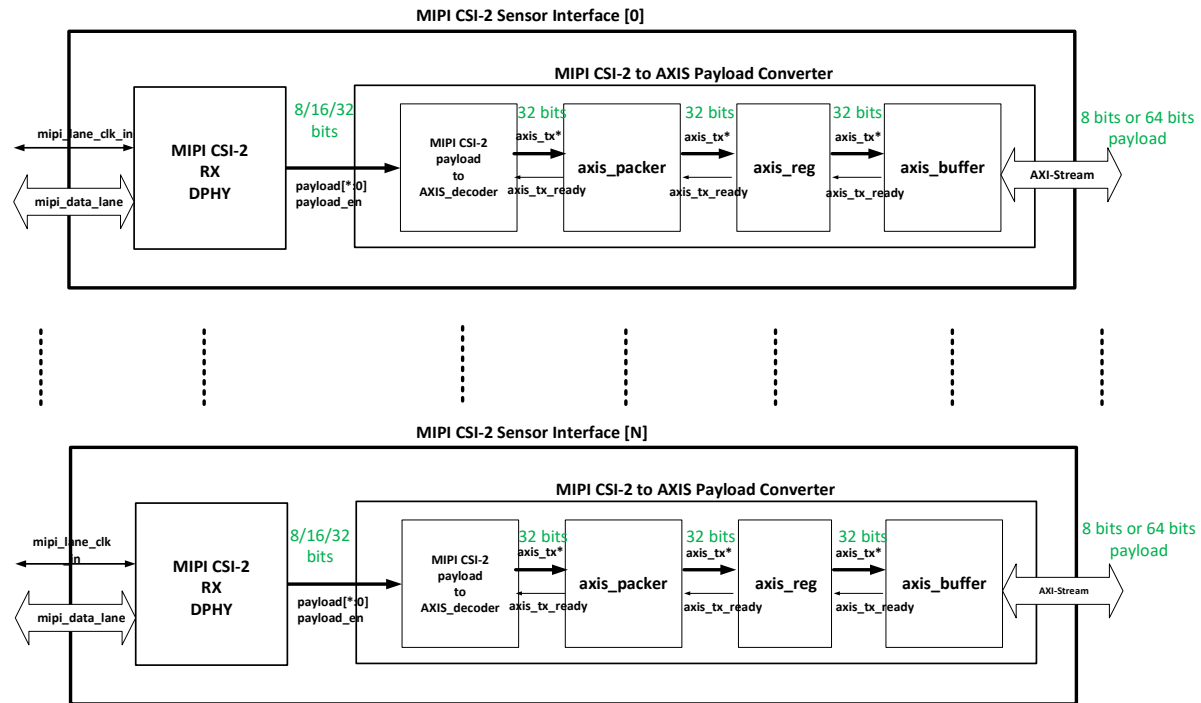 MIPI CSI-2 Sensor Interface [0]
MIPI CSI-2 to AXIS Payload Converter
mipi_lane_clk_in
mipi_data_lane
MIPI CSI-2
RX
DPHY
8/16/32
bits
payload[*:0]
payload_en
MIPI CSI-2
payload
to
AXIS_decoder
32 bits
axis_tx*
axis_tx_ready
axis_packer
32 bits
axis_tx*
axis_tx_ready
axis_reg
32 bits
axis_tx*
axis_tx_ready
axis_buffer
AXI-Stream
8 bits or 64 bits
payload
MIPI CSI-2 Sensor Interface [N]
MIPI CSI-2 to AXIS Payload Converter
mipi_lane_clk
_in
mipi_data_lane
MIPI CSI-2
RX
DPHY
8/16/32
bits
payload[*:0]
payload_en
MIPI CSI-2
payload
to
AXIS_decoder
32 bits
axis_tx*
axis_tx_ready
axis_packer
32 bits
axis_tx*
axis_tx_ready
axis_reg
32 bits
axis_tx*
axis_tx_ready
axis_buffer
AXI-Stream
8 bits or 64 bits
payload